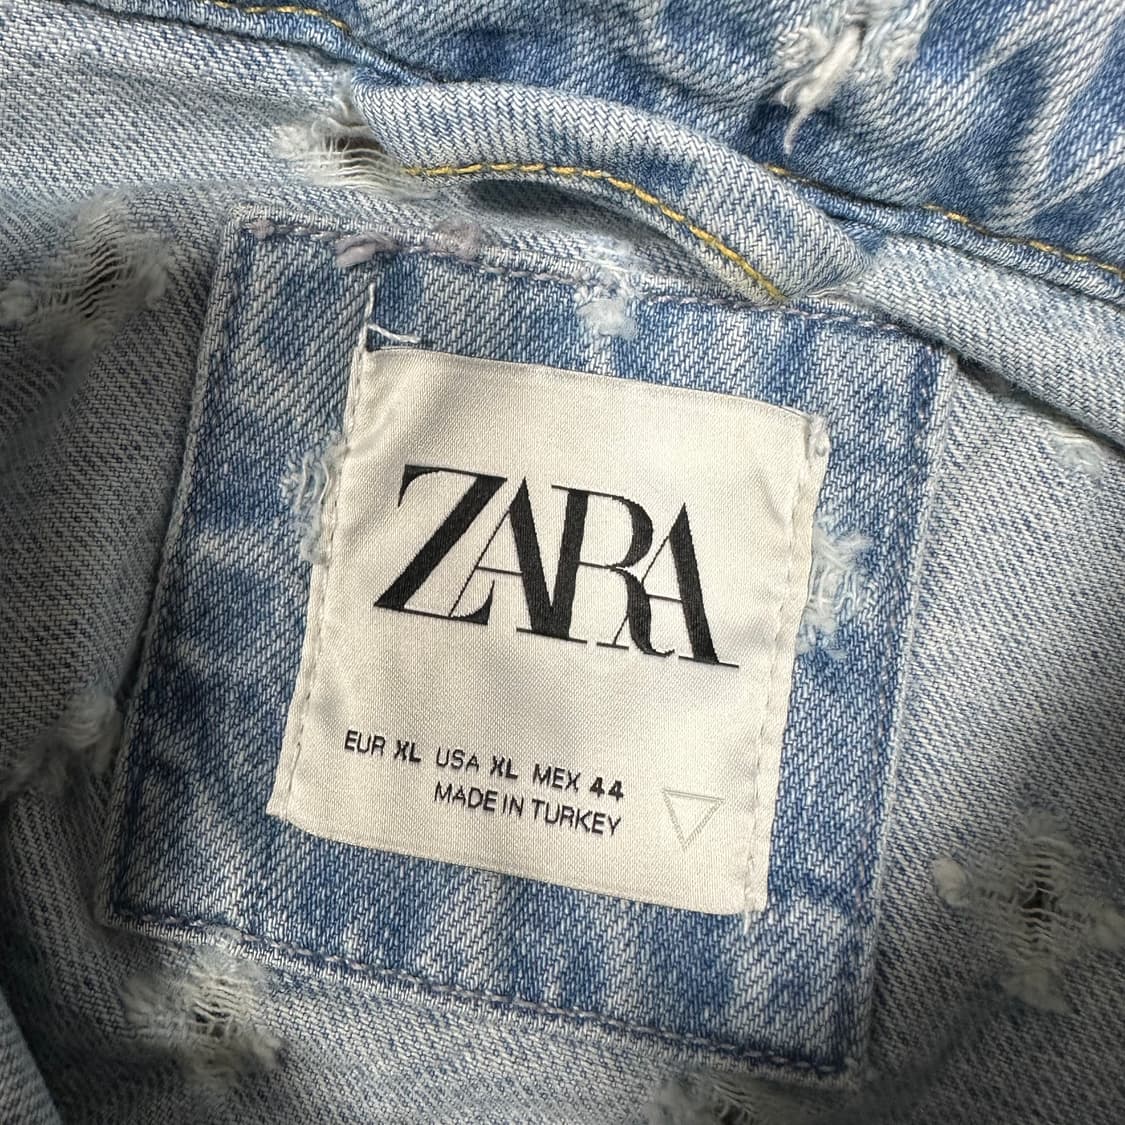 ZARA
EUR XL USA XL MEX 44
MADE IN TURKEY